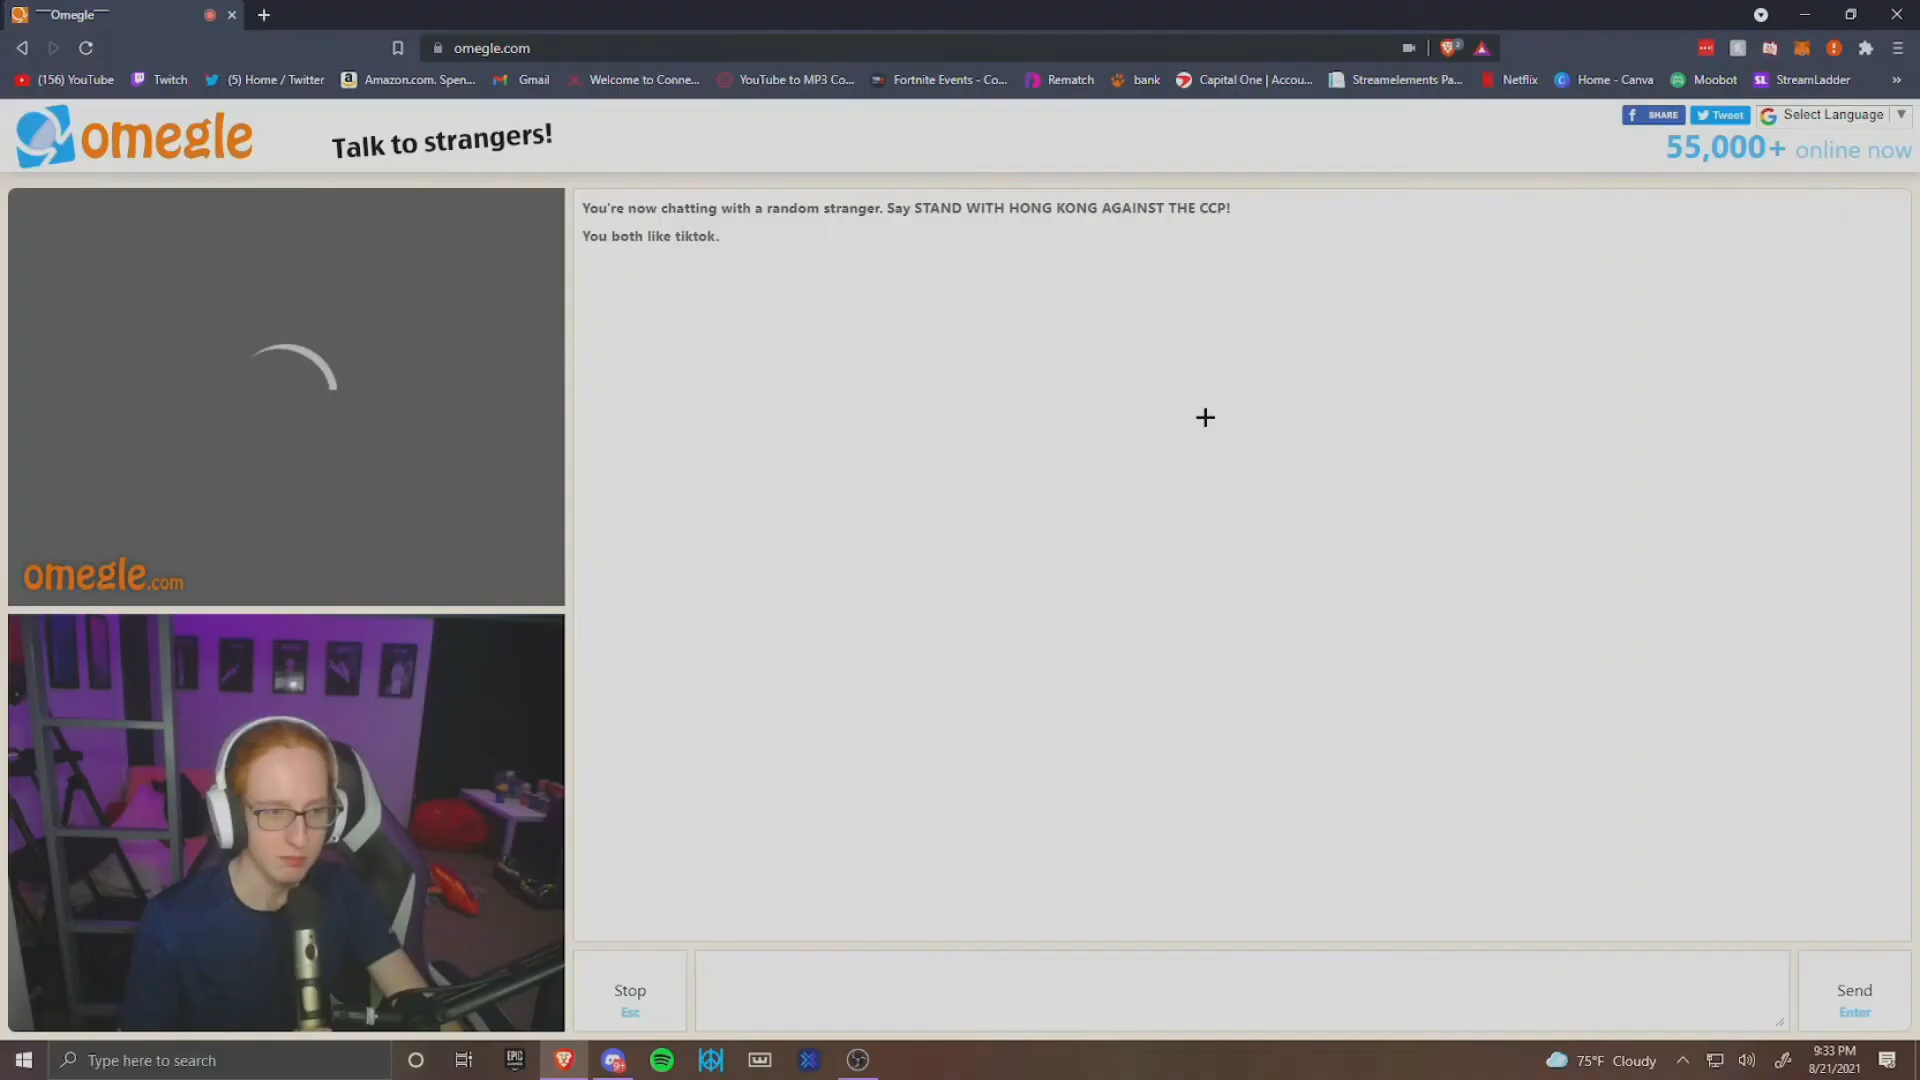 Omegle
omegle.com
(156) YouTube
Twitch
(5) Home / Twitter
Amazon.com. Spen...
Gmail
Welcome to Conne...
YouTube to MP3 Co...
Fortnite Events - Co...
Rematch
bank
Capital One | Accou...
Streamelements Pa...
Netflix
Home - Canva
Moobot
SL StreamLadder
omegle
Talk to strangers!
SHARE
Tweet
Select Language
55,000+ online now
You're now chatting with a random stranger. Say STAND WITH HONG KONG AGAINST THE CCP!
You both like tiktok.
omegle.com
Stop
Esc
Send
Enter
Type here to search
EPIC
9+
75°F Cloudy
9:33 PM
8/21/2021